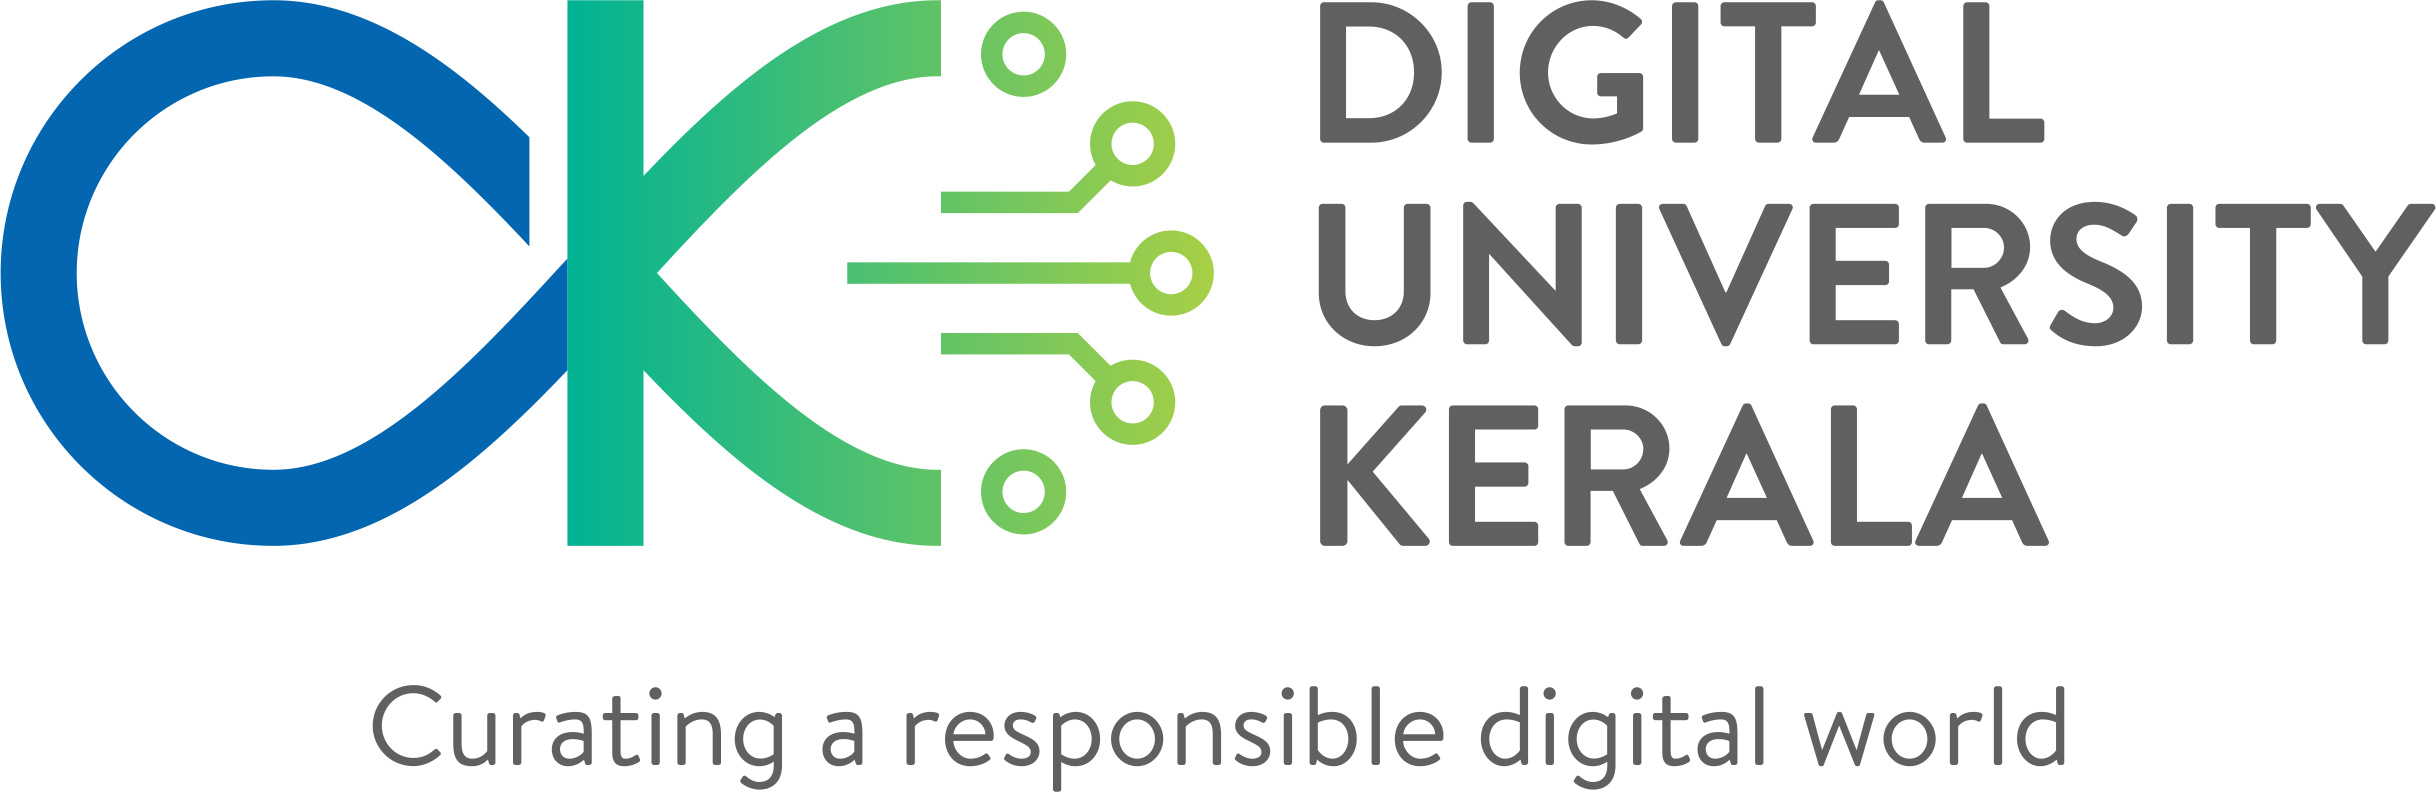 DIGITAL
UNIVERSITY
KERALA
Curating a responsible digital world